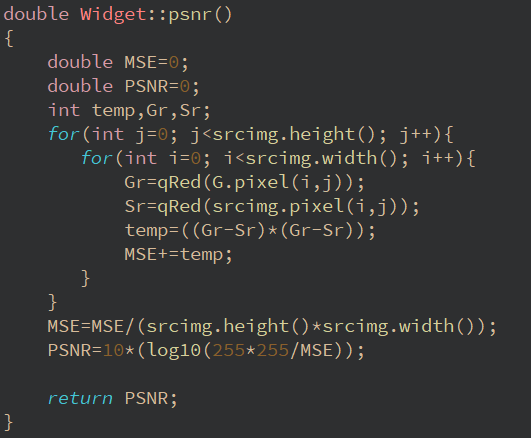 double Widget::psnr()
{
    double MSE=0;
    double PSNR=0;
    int temp,Gr,Sr;
    for(int j=0; j<srcimg.height(); j++){
       for(int i=0; i<srcimg.width(); i++){
           Gr=qRed(G.pixel(i,j));
           Sr=qRed(srcimg.pixel(i,j));
           temp=((Gr-Sr)*(Gr-Sr));
           MSE+=temp;
       }
    }
    MSE=MSE/(srcimg.height()*srcimg.width());
    PSNR=10*(log10(255*255/MSE));

    return PSNR;
}